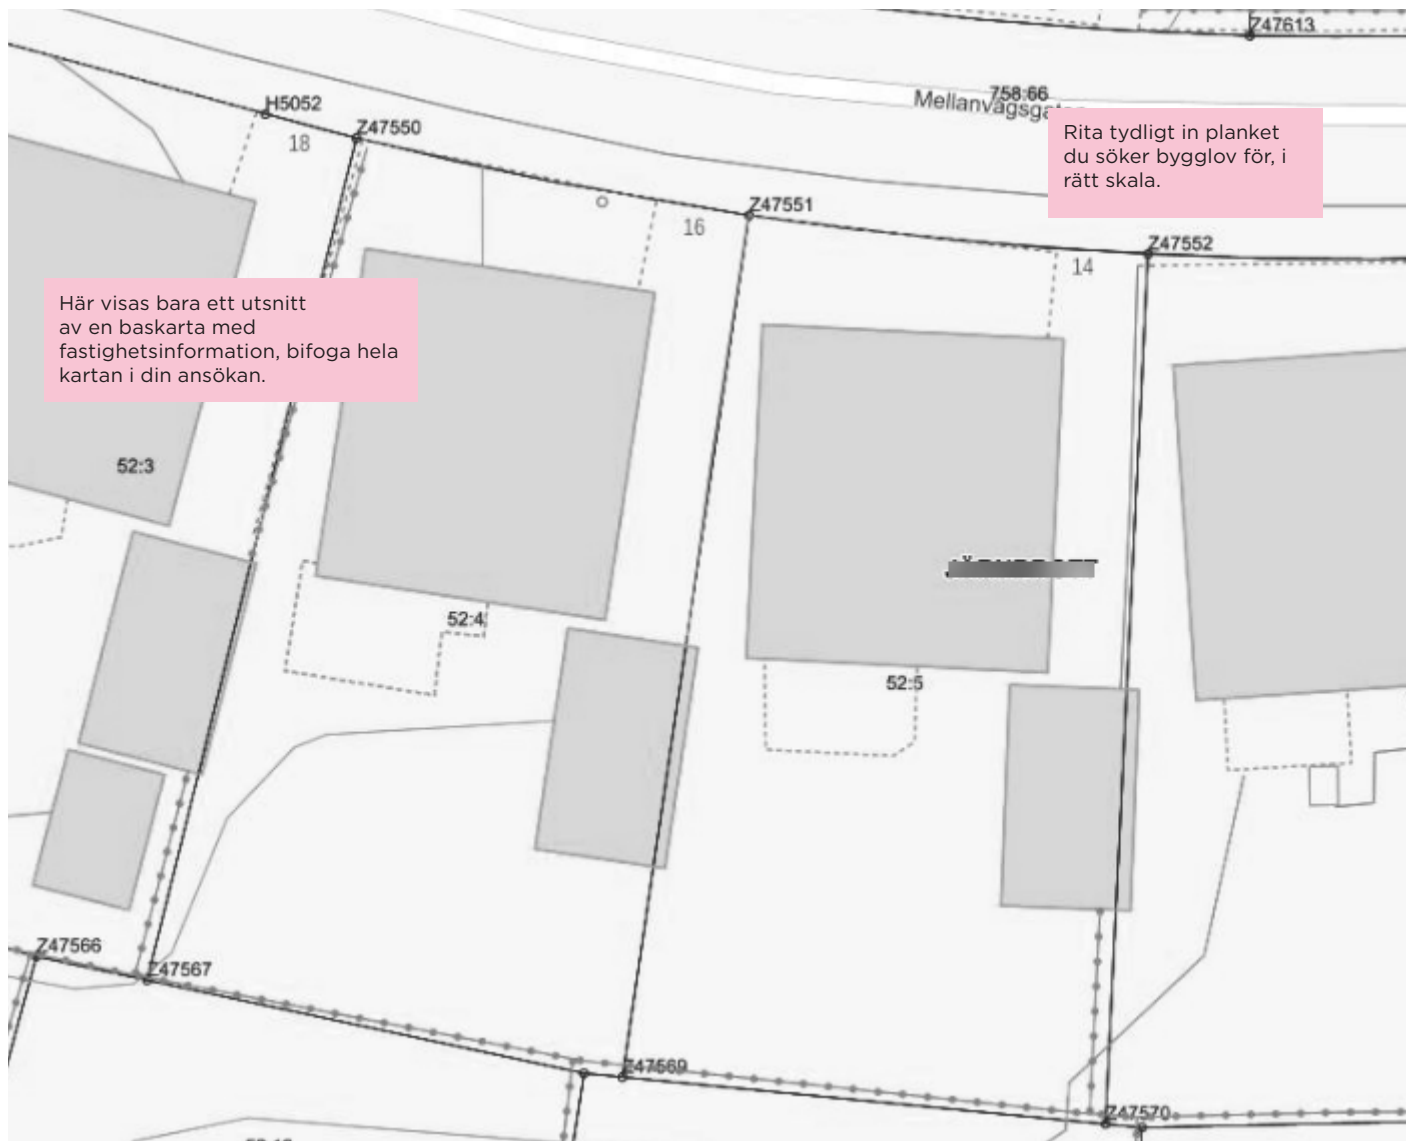 Z47613
758:66
H5052
Z47550
18
Rita tydligt in planket
du söker bygglov för, i
rätt skala.
Z47551
16
Z47552
14
Här visas bara ett utsnitt
av en baskarta med
fastighetsinformation, bifoga hela
kartan i din ansökan.
52:3
52:4
52:5
Z47566
Z47567
Z47569
Z47570